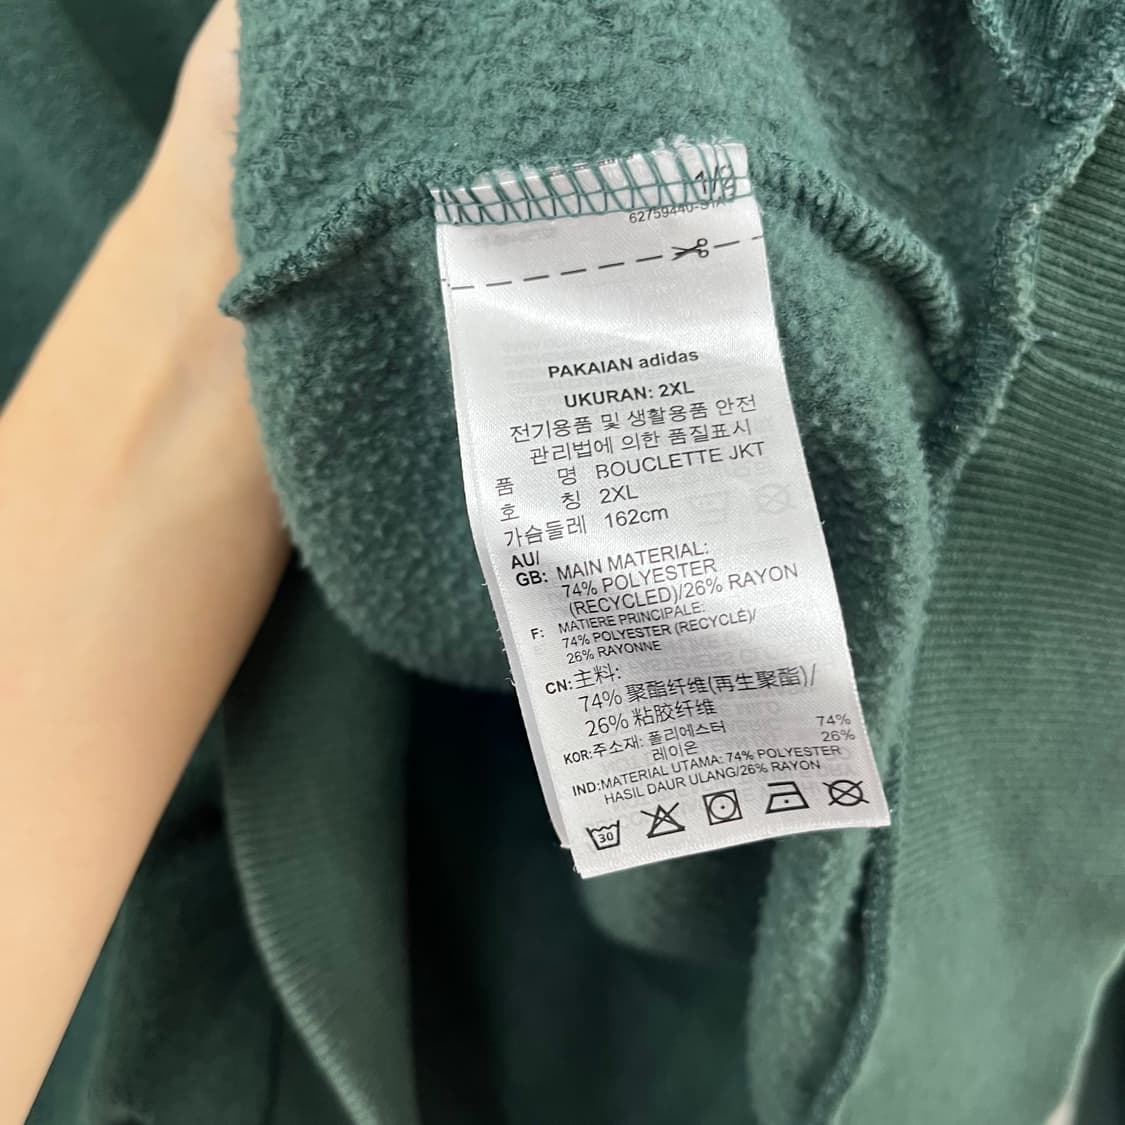 1/
62759440-STA
PAKAIAN adidas
UKURAN: 2XL
전기용품 및 생활용품 안전
관리법에 의한 품질표시
품 명 BOUCLETTE JKT
호 칭 2XL
가슴둘레 162cm
AU/
GB: MAIN MATERIAL:
74% POLYESTER
(RECYCLED)/26% RAYON
F: MATIERE PRINCIPALE:
74% POLYESTER (RECYCLÉ)/
26% RAYONNE
CN:主料:
74% 聚酯纤维(再生聚酯)/
26% 粘胶纤维
KOR:주소재: 폴리에스터 74%
레이온 26%
IND:MATERIAL UTAMA: 74% POLYESTER
HASIL DAUR ULANG/26% RAYON
30